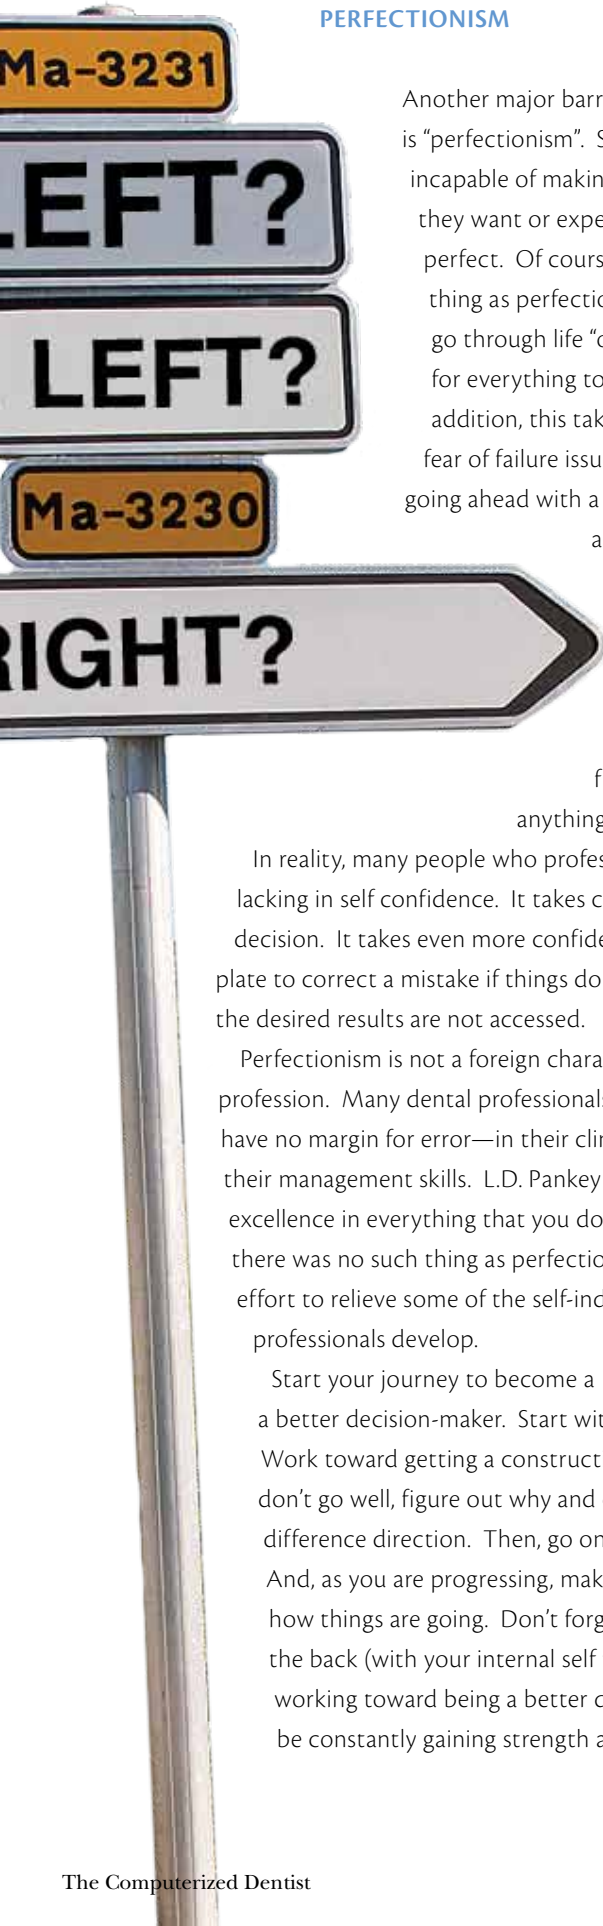 PERFECTIONISM
Ma-3231
LEFT?
LEFT?
Ma-3230
RIGHT?
Another major barr
is “perfectionism”. S
incapable of makin
they want or expe
perfect. Of cours
thing as perfectio
go through life “
for everything to
addition, this tak
fear of failure issu
going ahead with a
a
f
anything
In reality, many people who profes
lacking in self confidence. It takes c
decision. It takes even more confide
plate to correct a mistake if things do
the desired results are not accessed.
Perfectionism is not a foreign chara
profession. Many dental professionals
have no margin for error—in their clin
their management skills. L.D. Pankey
excellence in everything that you do
there was no such thing as perfectio
effort to relieve some of the self-ind
professionals develop.
Start your journey to become a
a better decision-maker. Start wit
Work toward getting a construct
don’t go well, figure out why and
difference direction. Then, go on
And, as you are progressing, mak
how things are going. Don’t forg
the back (with your internal self
working toward being a better
be constantly gaining strength a
The Computerized Dentist